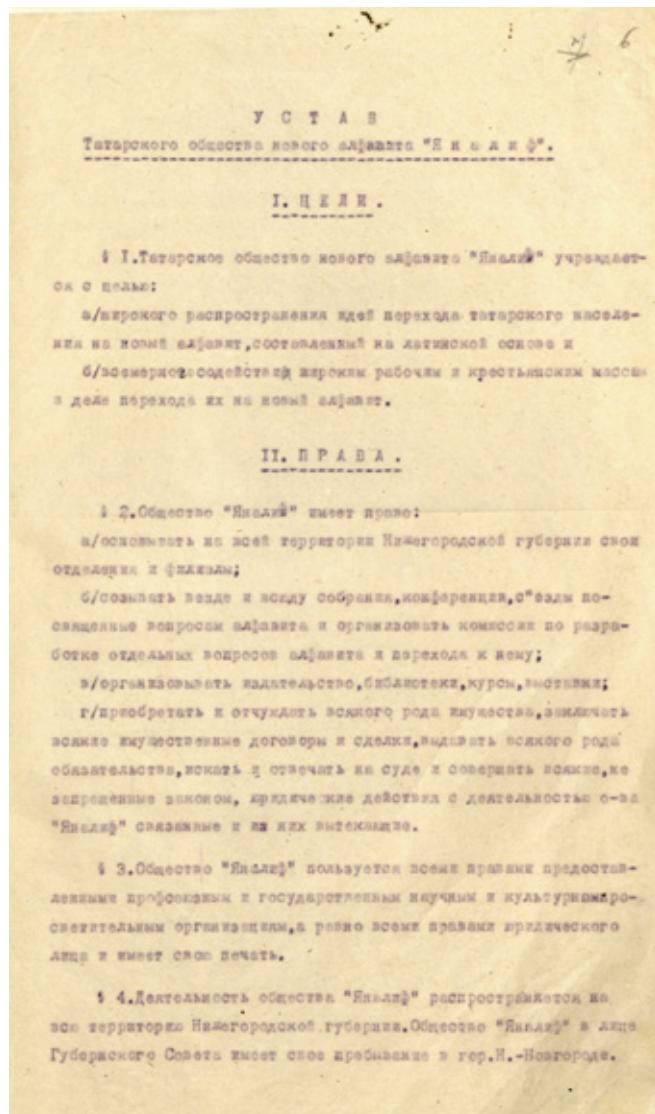 6
У С Т А В
Татарского общества нового алфавита "Я н а л и ф".
I. Ц Е Л И .
§ I.Татарское общество нового алфавита "Яналиф" учреждает-
ся с целью:
а/широкого распространения идей перехода татарского населе-
ния на новый алфавит,составленный на латинской основе и
б/всемерное содействия широким рабочим и крестьянским массам
в деле перехода их на новый алфавит.
II. П Р А В А .
§ 2.Общество "Яналиф" имеет право:
а/основывать на всей территории Нижегородской губернии свои
отделения и филиалы;
б/созывать везде и всюду собрания,конференции,с"езды по-
священные вопросам алфавита и организовать комиссии по разра-
ботке отдельных вопросов алфавита и перехода к нему;
в/организовывать издательство,библиотеки,курсы,выставки;
г/приобретать и отчуждать всякого рода имущества,заключать
всякие имущественные договоры и сделки,выдавать всякого рода
обязательства,искать и отвечать на суде и совершать всякие,не
запрещенные законом, юридические действия с деятельностью о-ва
"Яналиф" связанные и из них вытекающие.
§ 3.Общество "Яналиф" пользуется всеми правами предостав-
ленными профсоюзным и государственным научным и культурнопро-
светительным организациям,а равно всеми правами юридического
лица и имеет свою печать.
§ 4.Деятельность общества "Яналиф" распространяется на
всю территорию Нижегородской губернии.Общество "Яналиф" в лице
Губернского Совета имеет свое пребывание в гор.Н.-Новгороде.